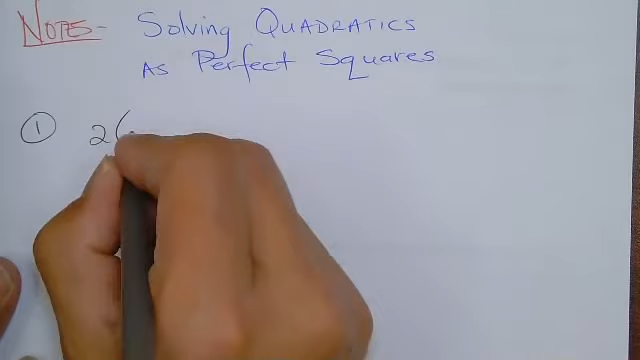 NOTES- Solving QUADRATICS
As Perfect Squares
1 2(